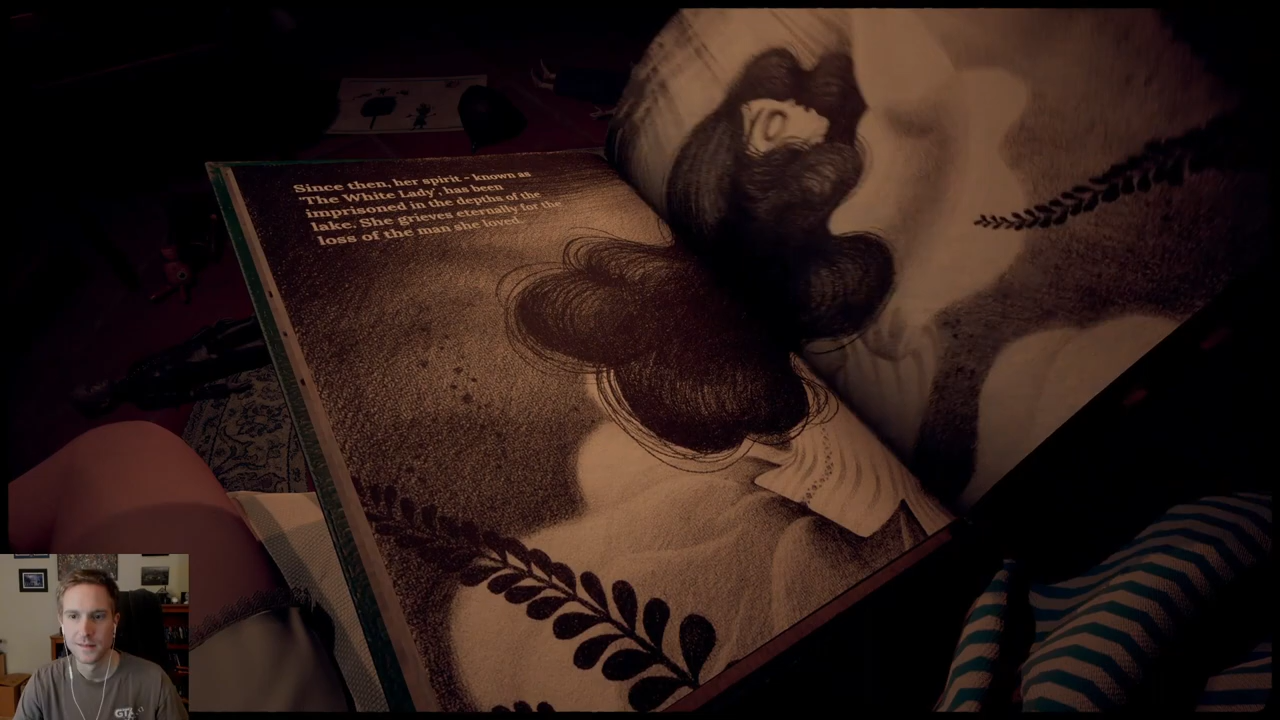 Since then, her spirit - known as
'The White Lady', has been
imprisoned in the depths of the
lake. She grieves eternally for the
loss of the man she loved.
GTA